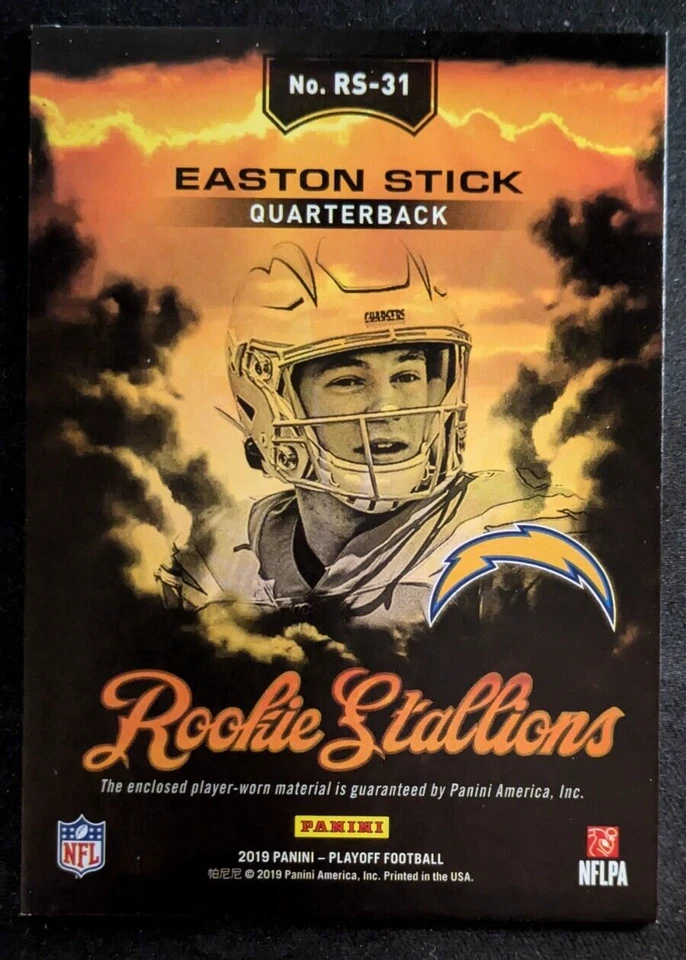 No. RS-31
EASTON STICK
QUARTERBACK
CHARGERS
Rookie Stallions
The enclosed player-worn material is guaranteed by Panini America, Inc.
PANINI
NFL
2019 PANINI – PLAYOFF FOOTBALL
帕尼尼 © 2019 Panini America, Inc. Printed in the USA.
NFLPA